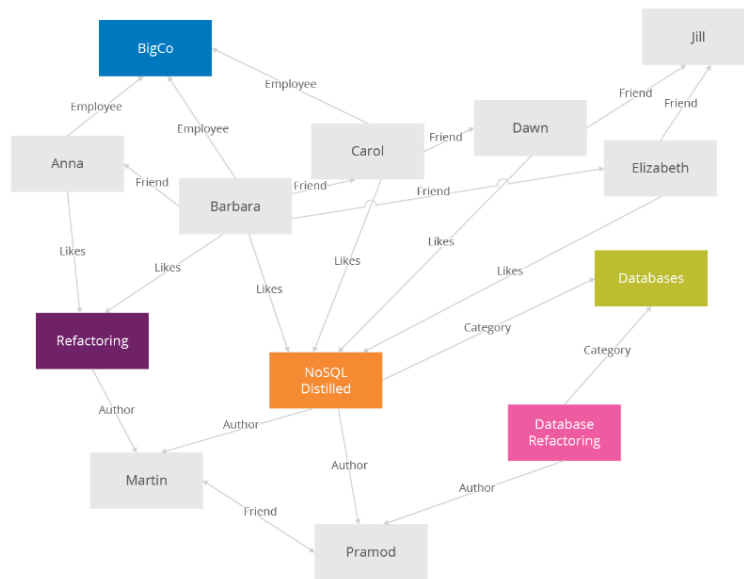 Jill
BigCo
Employee
Friend
Friend
Employee
Employee
Dawn
Friend
Carol
Anna
Friend
Friend
Elizabeth
Friend
Barbara
Likes
Likes
Likes
Likes
Likes
Likes
Databases
Refactoring
Category
Category
NoSQL
Distilled
Author
Author
Database
Refactoring
Author
Author
Martin
Friend
Pramod